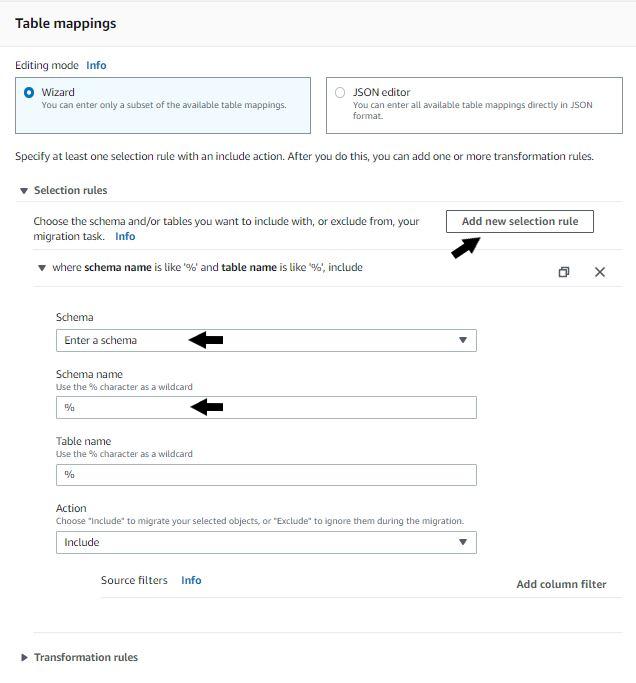 Table mappings
Editing mode Info
Wizard
You can enter only a subset of the available table mappings.
JSON editor
You can enter all available table mappings directly in JSON
format.
Specify at least one selection rule with an include action. After you do this, you can add one or more transformation rules.
Selection rules
Choose the schema and/or tables you want to include with, or exclude from, your
migration task. Info
Add new selection rule
where schema name is like '%' and table name is like '%', include
Schema
Enter a schema
Schema name
Use the % character as a wildcard
%
Table name
Use the % character as a wildcard
%
Action
Choose "Include" to migrate your selected objects, or "Exclude" to ignore them during the migration.
Include
Source filters Info
Add column filter
Transformation rules